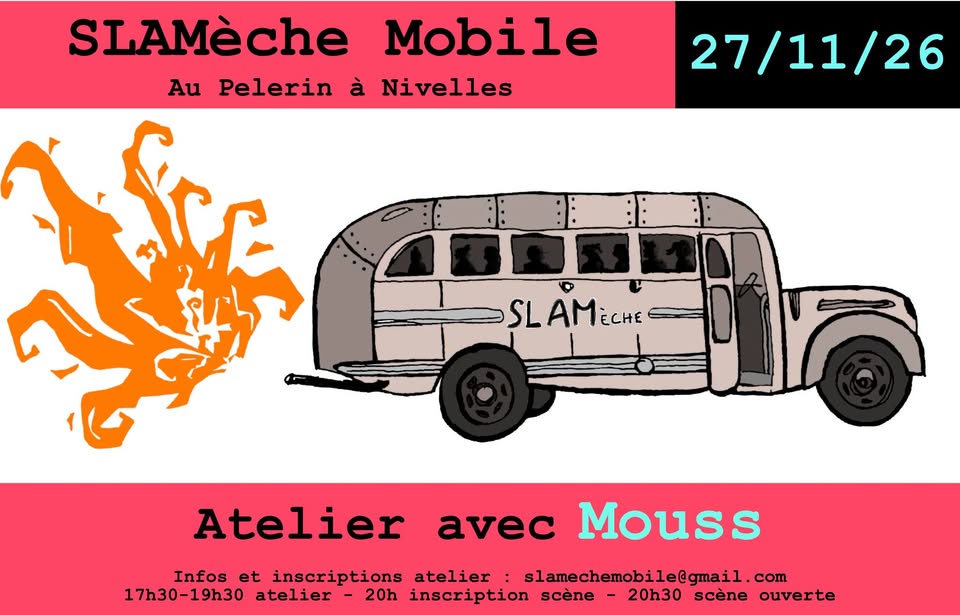 SLAMèche Mobile
27/11/26
Au Pelerin à Nivelles
SLAMÈCHE
Atelier avec Mouss
Infos et inscriptions atelier : slamechemobile@gmail.com
17h30-19h30 atelier - 20h inscription scène - 20h30 scène ouverte